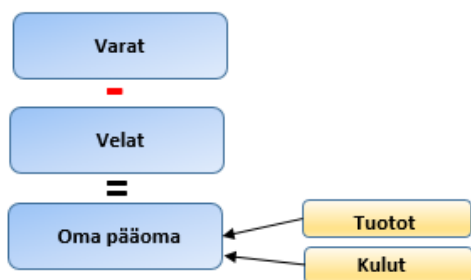 Varat
-
Velat
=
Oma pääoma
Tuotot
Kulut